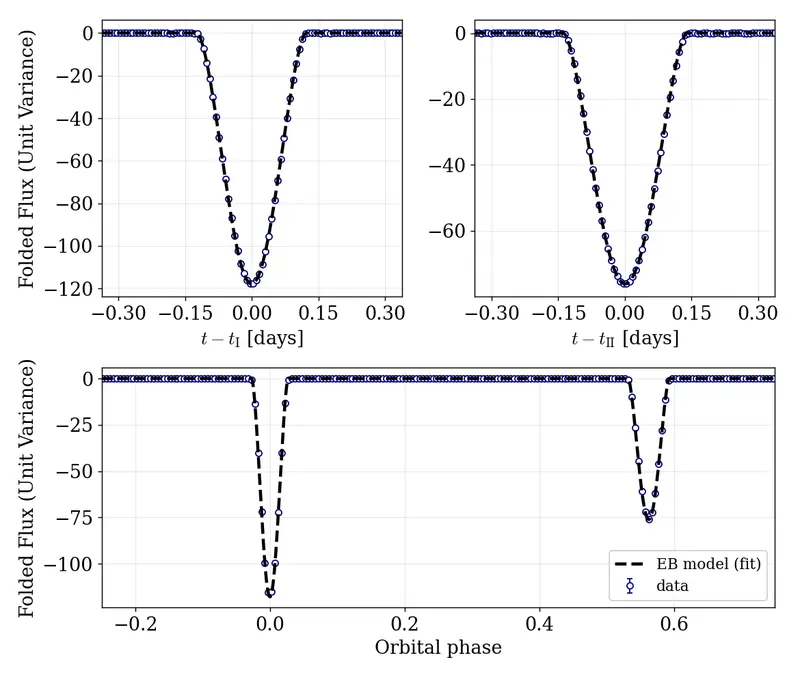 Folded Flux (Unit Variance)
0
−20
−40
−60
−80
−100
−120
−0.30 −0.15 0.00 0.15 0.30
t − t_I [days]
0
−20
−40
−60
−0.30 −0.15 0.00 0.15 0.30
t − t_II [days]
Folded Flux (Unit Variance)
0
−25
−50
−75
−100
−0.2 0.0 0.2 0.4 0.6
Orbital phase
EB model (fit)
data